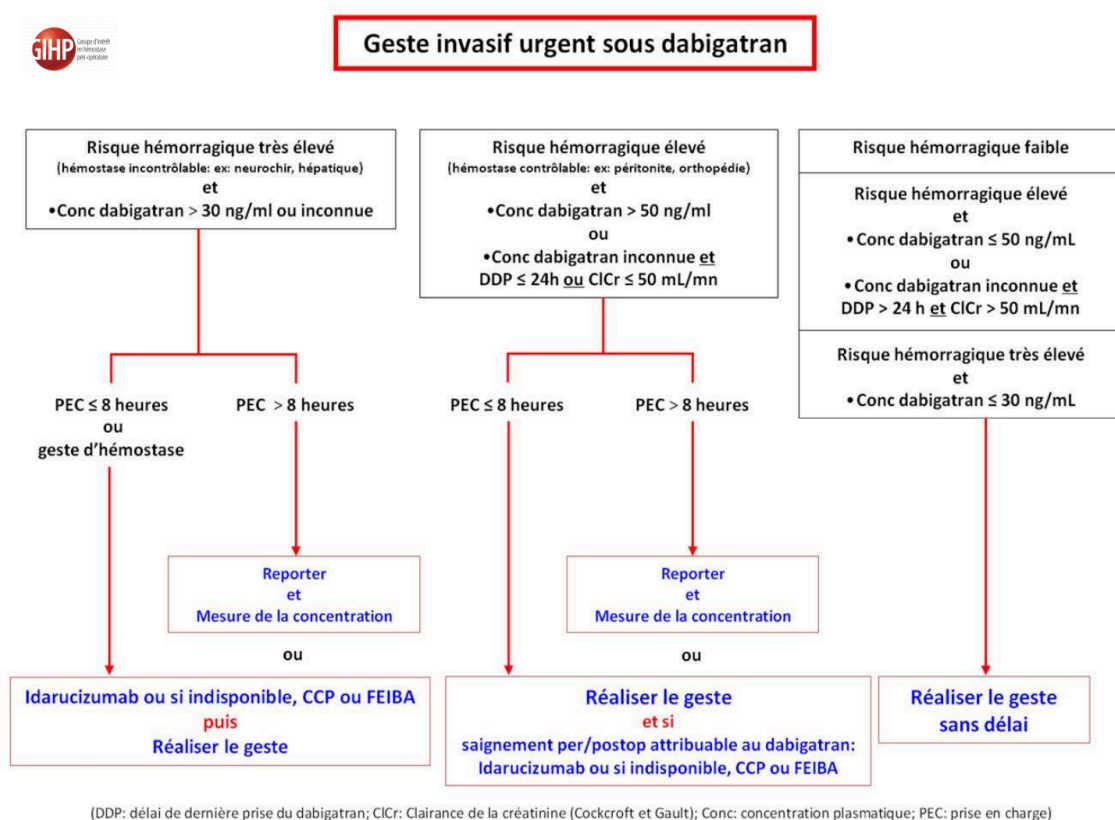 GIHP
Groupe d'intérêt
en hémostase
péri-opératoire
Geste invasif urgent sous dabigatran
Risque hémorragique très élevé
(hémostase incontrôlable: ex: neurochir, hépatique)
et
•Conc dabigatran > 30 ng/ml ou inconnue
PEC ≤ 8 heures
ou
geste d'hémostase
PEC > 8 heures
Reporter
et
Mesure de la concentration
ou
Idarucizumab ou si indisponible, CCP ou FEIBA
puis
Réaliser le geste
Risque hémorragique élevé
(hémostase contrôlable: ex: péritonite, orthopédie)
et
•Conc dabigatran > 50 ng/ml
ou
•Conc dabigatran inconnue et
DDP ≤ 24h ou ClCr ≤ 50 mL/mn
PEC ≤ 8 heures
PEC > 8 heures
Reporter
et
Mesure de la concentration
ou
Réaliser le geste
et si
saignement per/postop attribuable au dabigatran:
Idarucizumab ou si indisponible, CCP ou FEIBA
Risque hémorragique faible
Risque hémorragique élevé
et
•Conc dabigatran ≤ 50 ng/mL
ou
•Conc dabigatran inconnue et
DDP > 24 h et ClCr > 50 mL/mn
Risque hémorragique très élevé
et
•Conc dabigatran ≤ 30 ng/mL
Réaliser le geste
sans délai
(DDP: délai de dernière prise du dabigatran; ClCr: Clairance de la créatinine (Cockcroft et Gault); Conc: concentration plasmatique; PEC: prise en charge)